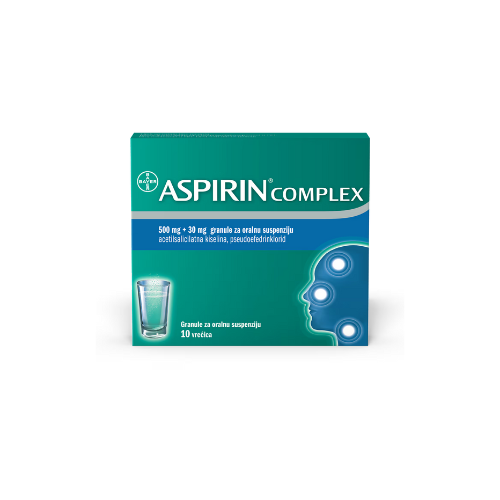 BAYER
ASPIRIN® COMPLEX
500 mg + 30 mg granule za oralnu suspenziju
acetilsalicilatna kiselina, pseudoefedrinklorid
Granule za oralnu suspenziju
10 vrećica